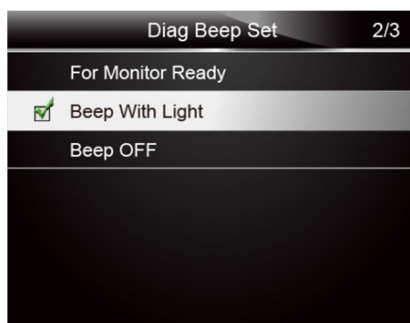 Diag Beep Set 2/3
For Monitor Ready
Beep With Light
Beep OFF